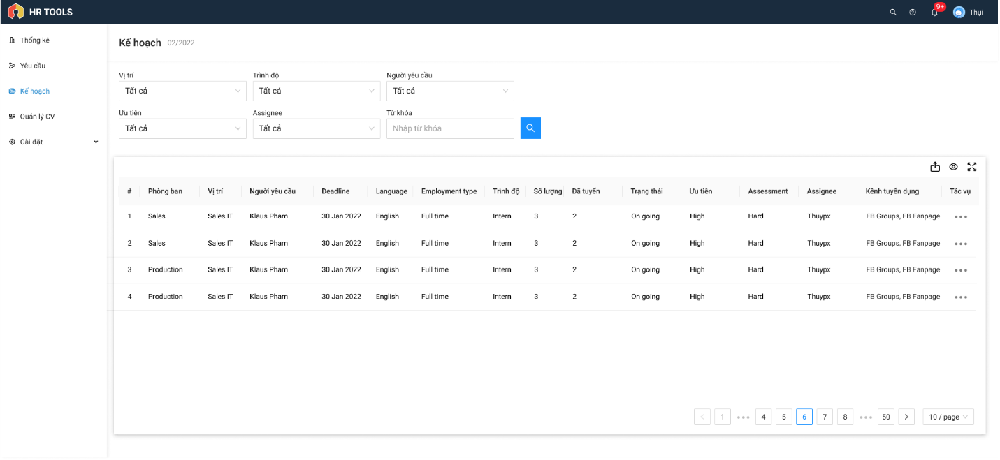 HR TOOLS
9+
Thụi
Thống kê
Yêu cầu
Kế hoạch
Quản lý CV
Cài đặt
Kế hoạch 02/2022
Vị trí Trình độ Người yêu cầu
Tất cả Tất cả Tất cả
Ưu tiên Assignee Từ khóa
Tất cả Tất cả Nhập từ khóa
# Phòng ban Vị trí Người yêu cầu Deadline Language Employment type Trình độ Số lượng Đã tuyển Trạng thái Ưu tiên Assessment Assignee Kênh tuyển dụng Tác vụ
1 Sales Sales IT Klaus Pham 30 Jan 2022 English Full time Intern 3 2 On going High Hard Thuypx FB Groups, FB Fanpage
2 Sales Sales IT Klaus Pham 30 Jan 2022 English Full time Intern 3 2 On going High Hard Thuypx FB Groups, FB Fanpage
3 Production Sales IT Klaus Pham 30 Jan 2022 English Full time Intern 3 2 On going High Hard Thuypx FB Groups, FB Fanpage
4 Production Sales IT Klaus Pham 30 Jan 2022 English Full time Intern 3 2 On going High Hard Thuypx FB Groups, FB Fanpage
1 ••• 4 5 6 7 8 ••• 50 10 / page